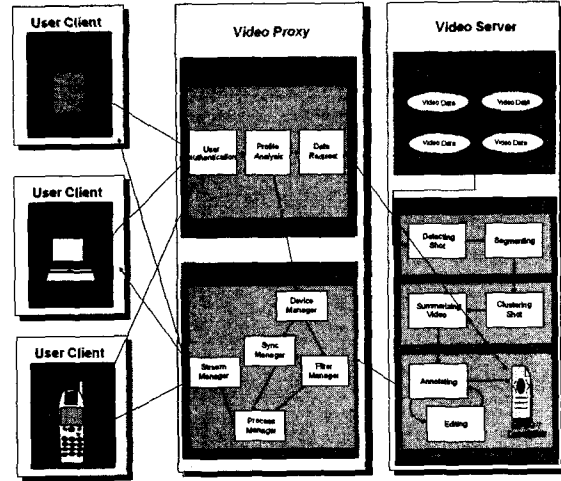 User Client
User Client
User Client
Video Proxy
User
Authentication
Profile
Analysis
Data
Request
Device
Manager
Sync
Manager
Stream
Manager
Filter
Manager
Process
Manager
Video Server
Video Data
Video Data
Video Data
Video Data
Detecting
Shot
Segmenting
Summarizing
Video
Clustering
Shot
Annotating
Editing